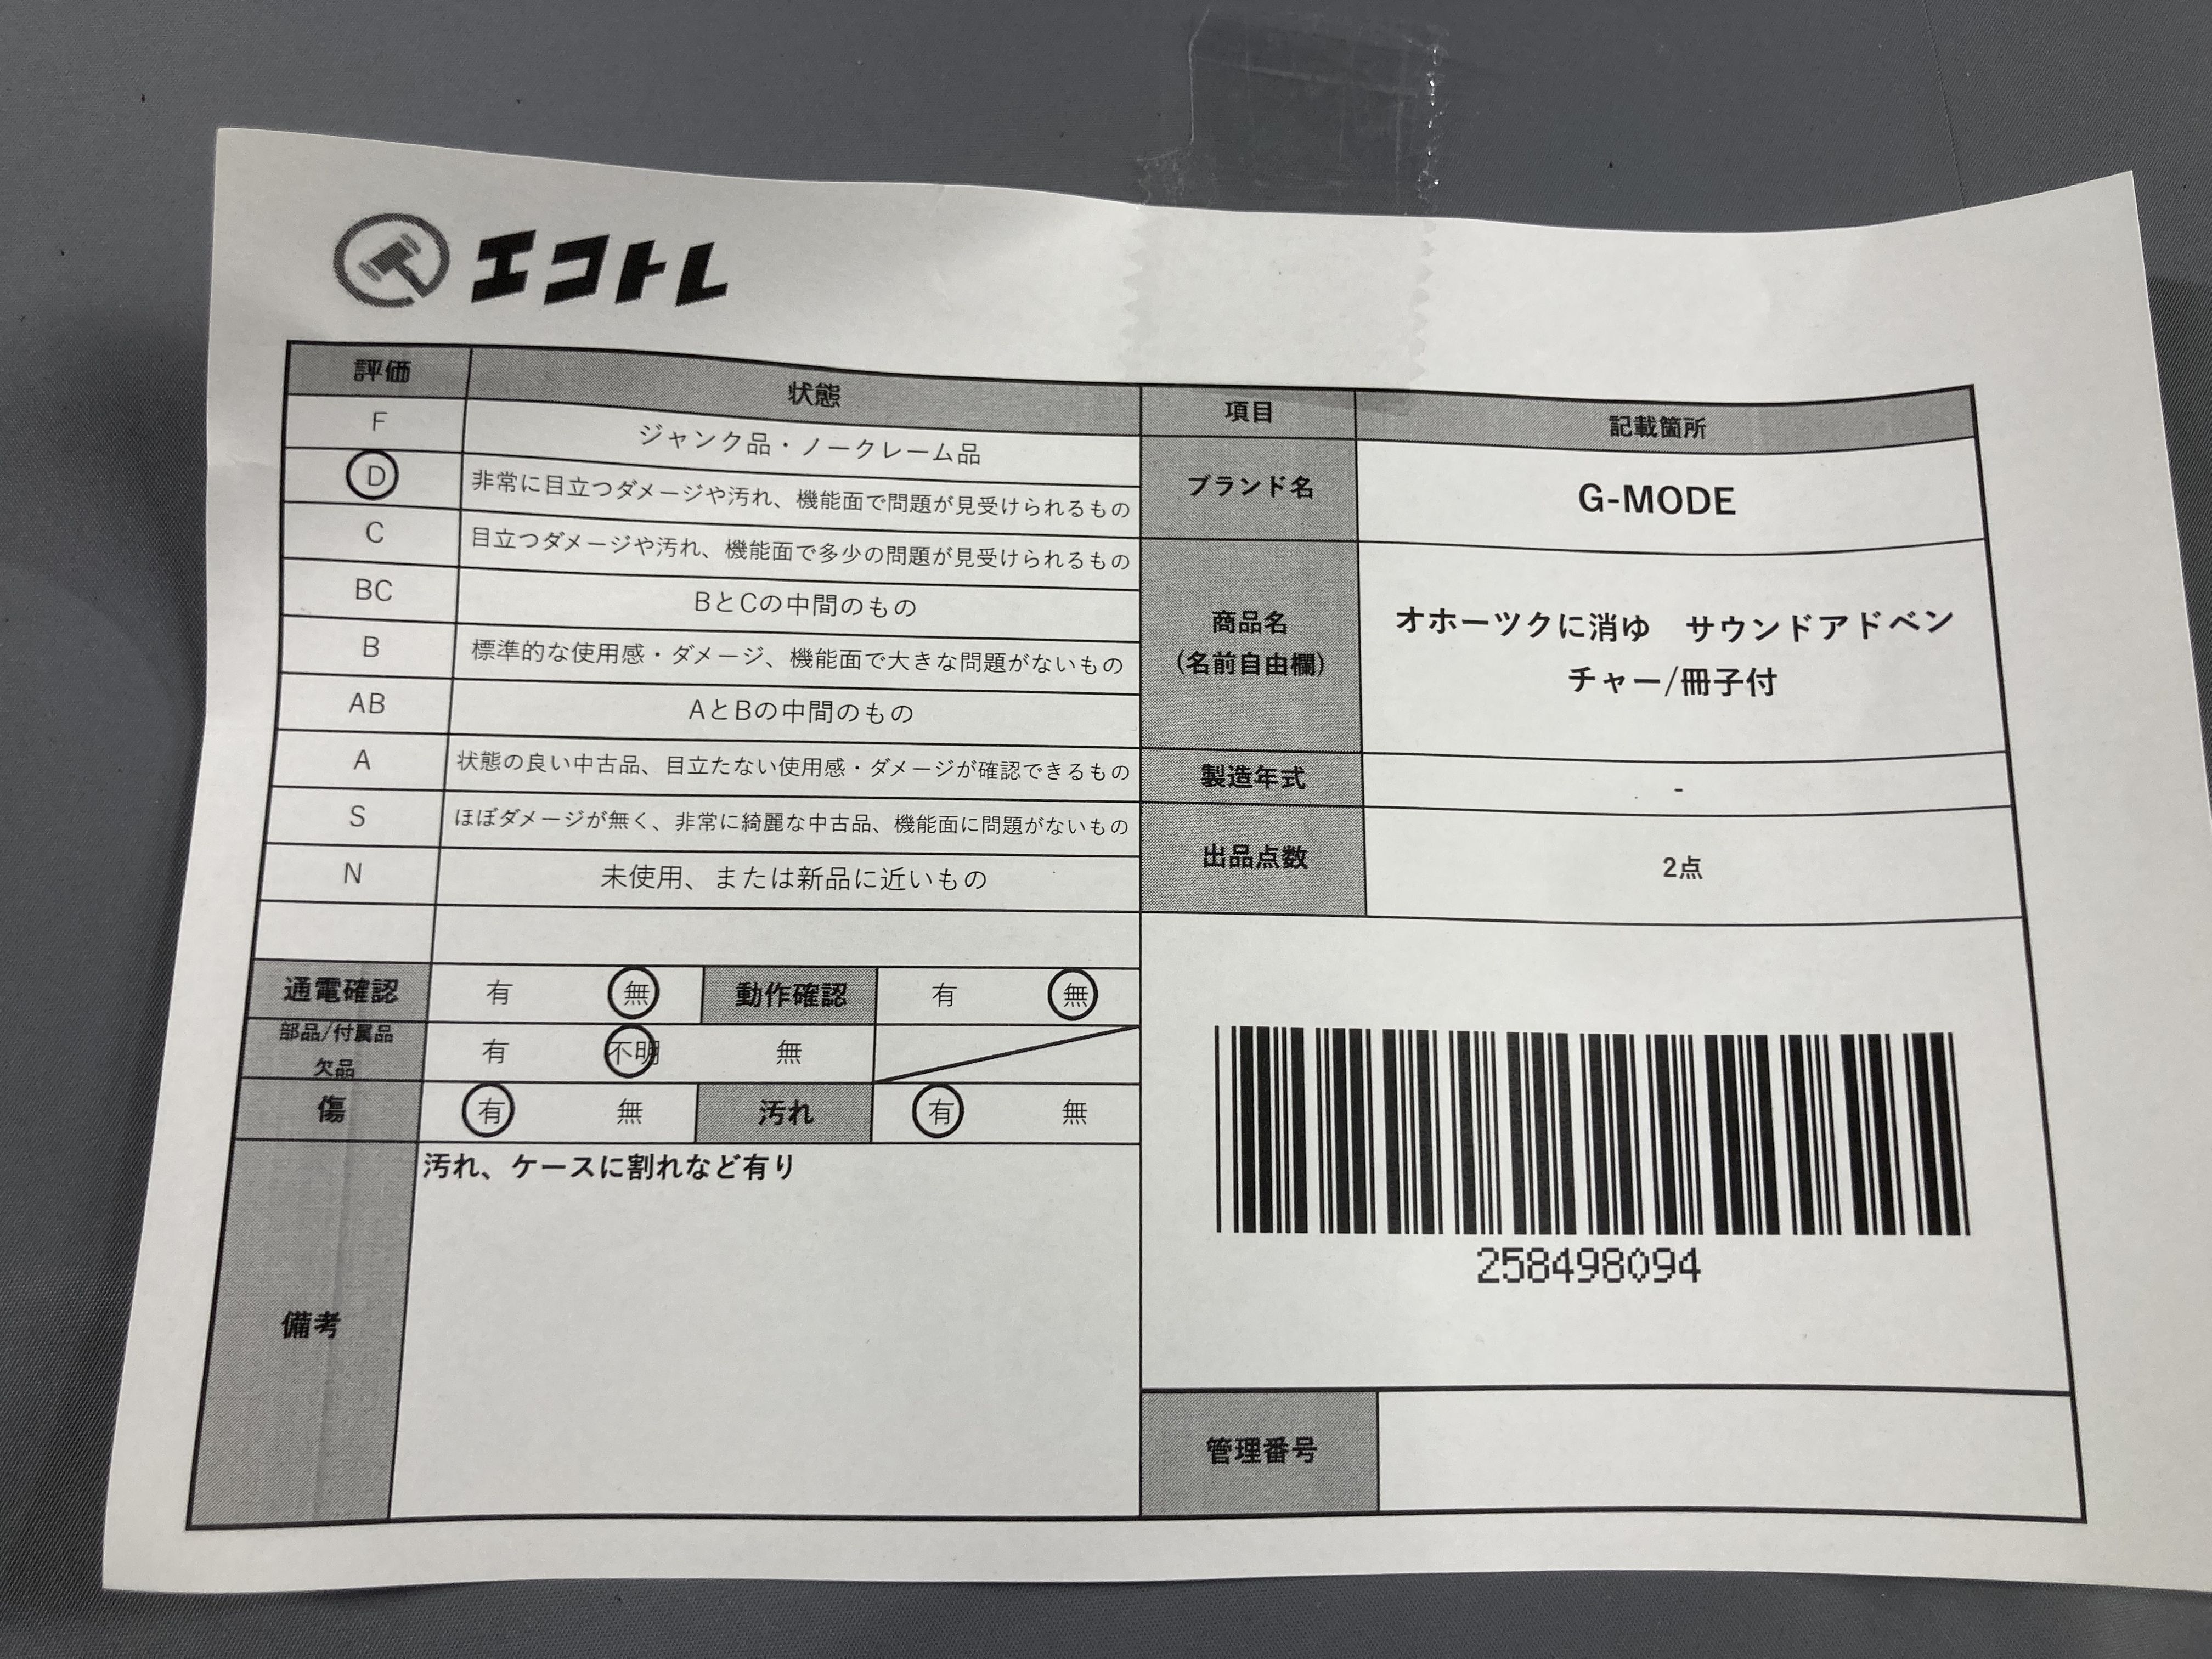 エコトレ
評価 状態
F ジャンク品・ノークレーム品
D 非常に目立つダメージや汚れ、機能面で問題が見受けられるもの
C 目立つダメージや汚れ、機能面で多少の問題が見受けられるもの
BC BとCの中間のもの
B 標準的な使用感・ダメージ、機能面で大きな問題がないもの
AB AとBの中間のもの
A 状態の良い中古品、目立たない使用感・ダメージが確認できるもの
S ほぼダメージが無く、非常に綺麗な中古品、機能面に問題がないもの
N 未使用、または新品に近いもの
通電確認 有 無 動作確認 有 無
部品/付属品
欠品
有 不明 無
傷 有 無 汚れ 有 無
備考
汚れ、ケースに割れなど有り
項目 記載箇所
ブランド名 G-MODE
商品名
(名前自由欄)
オホーツクに消ゆ　サウンドアドベン
チャー/冊子付
製造年式 -
出品点数 2点
258498094
管理番号